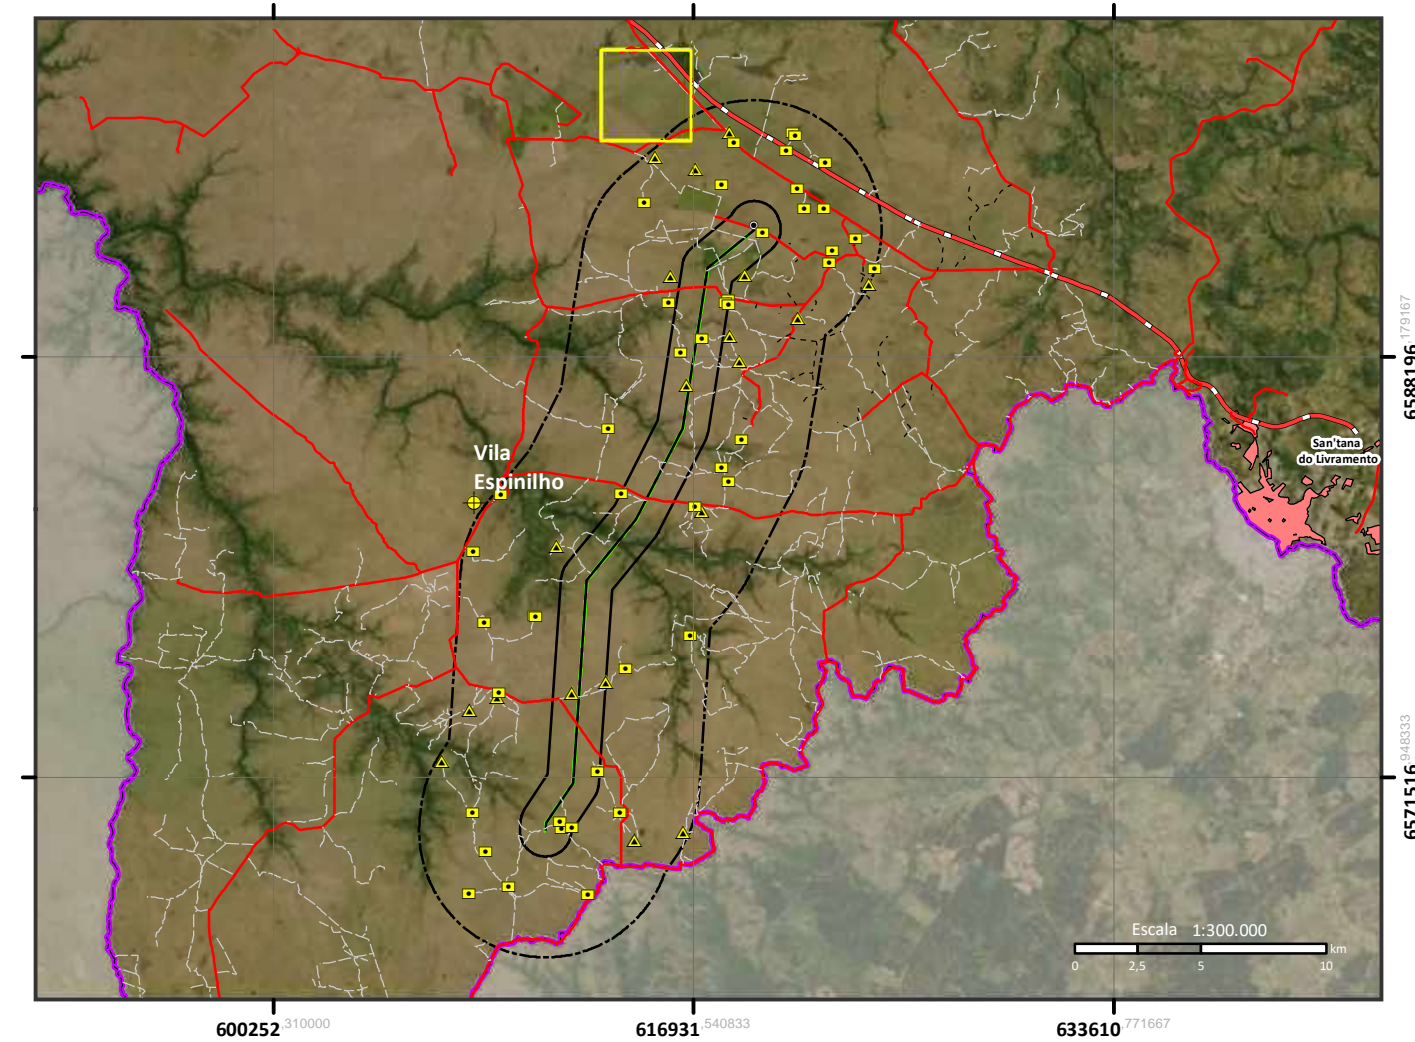 ,179167
6588196
Vila
Espinilho
San'tana
do Livramento
,948333
6571516
Escala 1:300.000
km
0 2,5 5 10
600252,310000 616931,540833 633610,771667